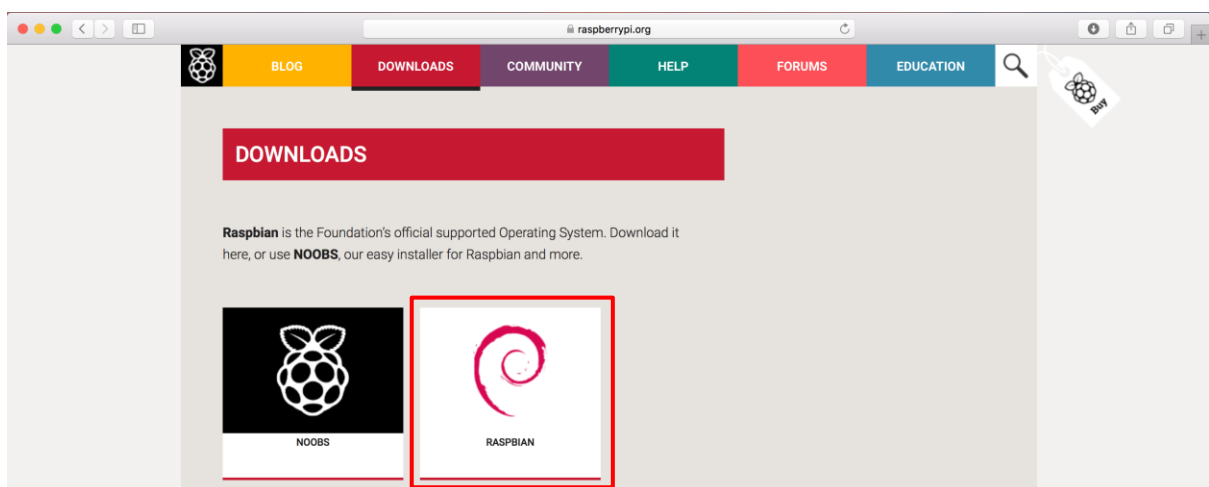 raspberrypi.org
BLOG DOWNLOADS COMMUNITY HELP FORUMS EDUCATION
Buy
DOWNLOADS
Raspbian is the Foundation's official supported Operating System. Download it
here, or use NOOBS, our easy installer for Raspbian and more.
NOOBS RASPBIAN